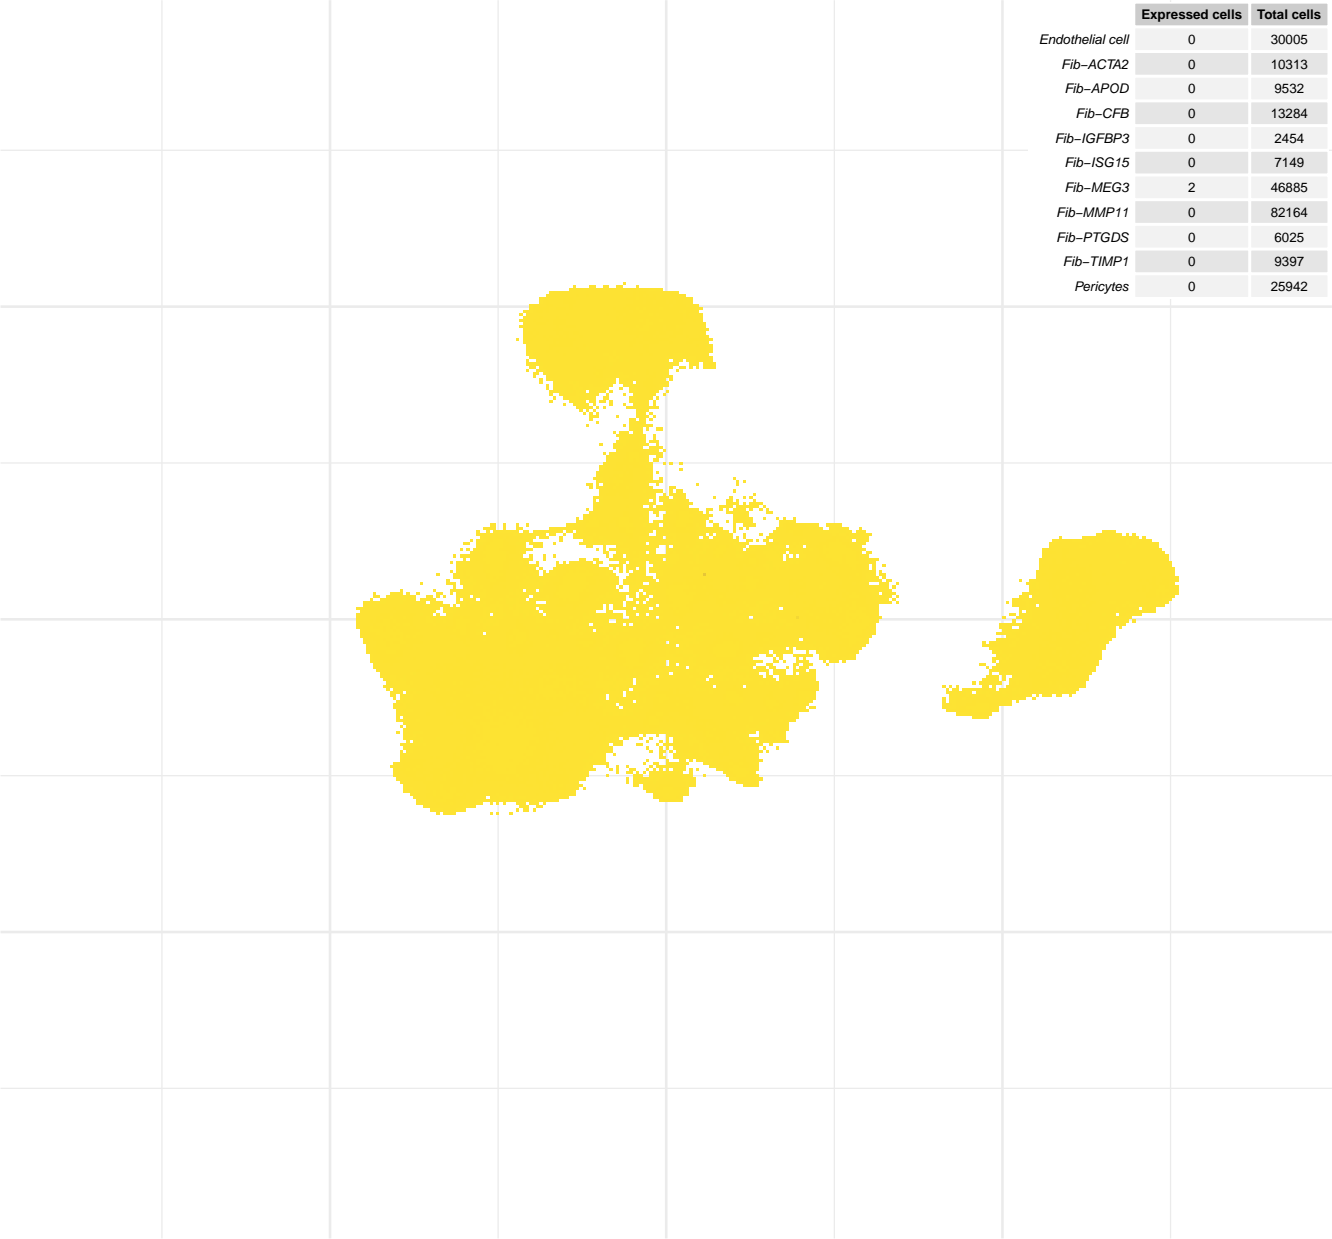 Expressed cells Total cells
Endothelial cell 0 30005
Fib−ACTA2 0 10313
Fib−APOD 0 9532
Fib−CFB 0 13284
Fib−IGFBP3 0 2454
Fib−ISG15 0 7149
Fib−MEG3 2 46885
Fib−MMP11 0 82164
Fib−PTGDS 0 6025
Fib−TIMP1 0 9397
Pericytes 0 25942